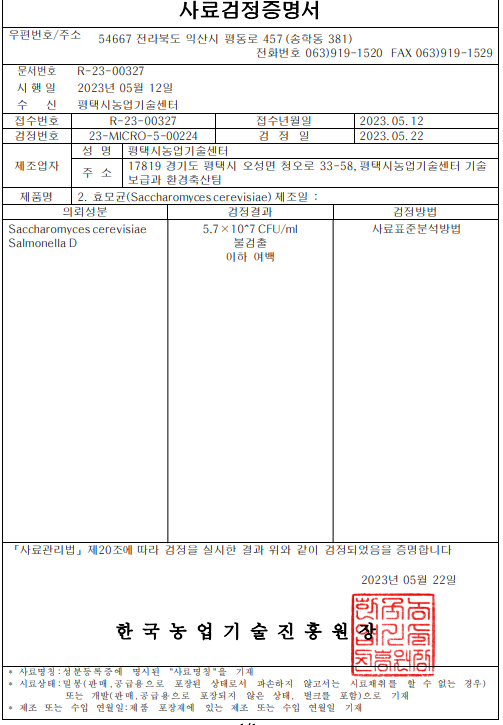 사료검정증명서
우편번호/주소 54667 전라북도 익산시 평동로 457 (송학동 381)
전화번호 063)919-1520 FAX 063)919-1529
문서번호 R-23-00327
시 행 일 2023년 05월 12일
수 신 평택시농업기술센터
접수번호 R-23-00327 접수년월일 2023.05.12
검정번호 23-MICRO-5-00224 검 정 일 2023.05.22
제조업자 성 명 평택시농업기술센터
주 소 17819 경기도 평택시 오성면 청오로 33-58, 평택시농업기술센터 기술
보급과 환경축산팀
제품명 2. 효모균(Saccharomyces cerevisiae) 제조일 :
의뢰성분 검정결과 검정방법
Saccharomyces cerevisiae 5.7×10^7 CFU/ml 사료표준분석방법
Salmonella D 불검출
이하 여백
「사료관리법」 제20조에 따라 검정을 실시한 결과 위와 같이 검정되었음을 증명합니다
2023년 05월 22일
한국농업기술진흥원장
* 사료명칭:성분등록증에 명시된 "사료명칭"을 기재
* 시료상태:밀봉(판매,공급용으로 포장된 상태로서 파손하지 않고서는 시료채취를 할 수 없는 경우)
또는 개방(판매,공급용으로 포장되지 않은 상태, 벌크를 포함)으로 기재
* 제조 또는 수입 연월일:제품 포장재에 있는 제조 또는 수입 연월일 기재